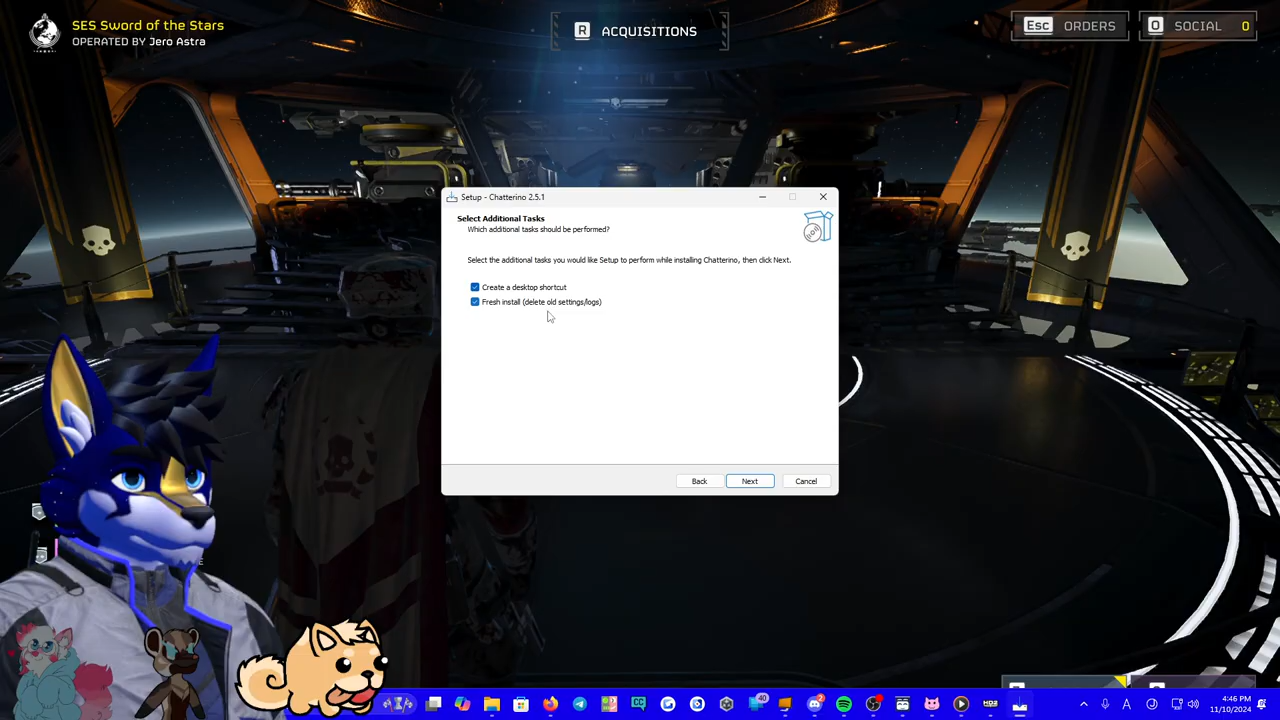 SES Sword of the Stars
OPERATED BY Jero Astra
R ACQUISITIONS
Esc ORDERS
O SOCIAL 0
Setup - Chatterino 2.5.1
Select Additional Tasks
Which additional tasks should be performed?
Select the additional tasks you would like Setup to perform while installing Chatterino, then click Next.
Create a desktop shortcut
Fresh install (delete old settings/logs)
Back
Next
Cancel
40
CC
2
A
4:46 PM
11/10/2024